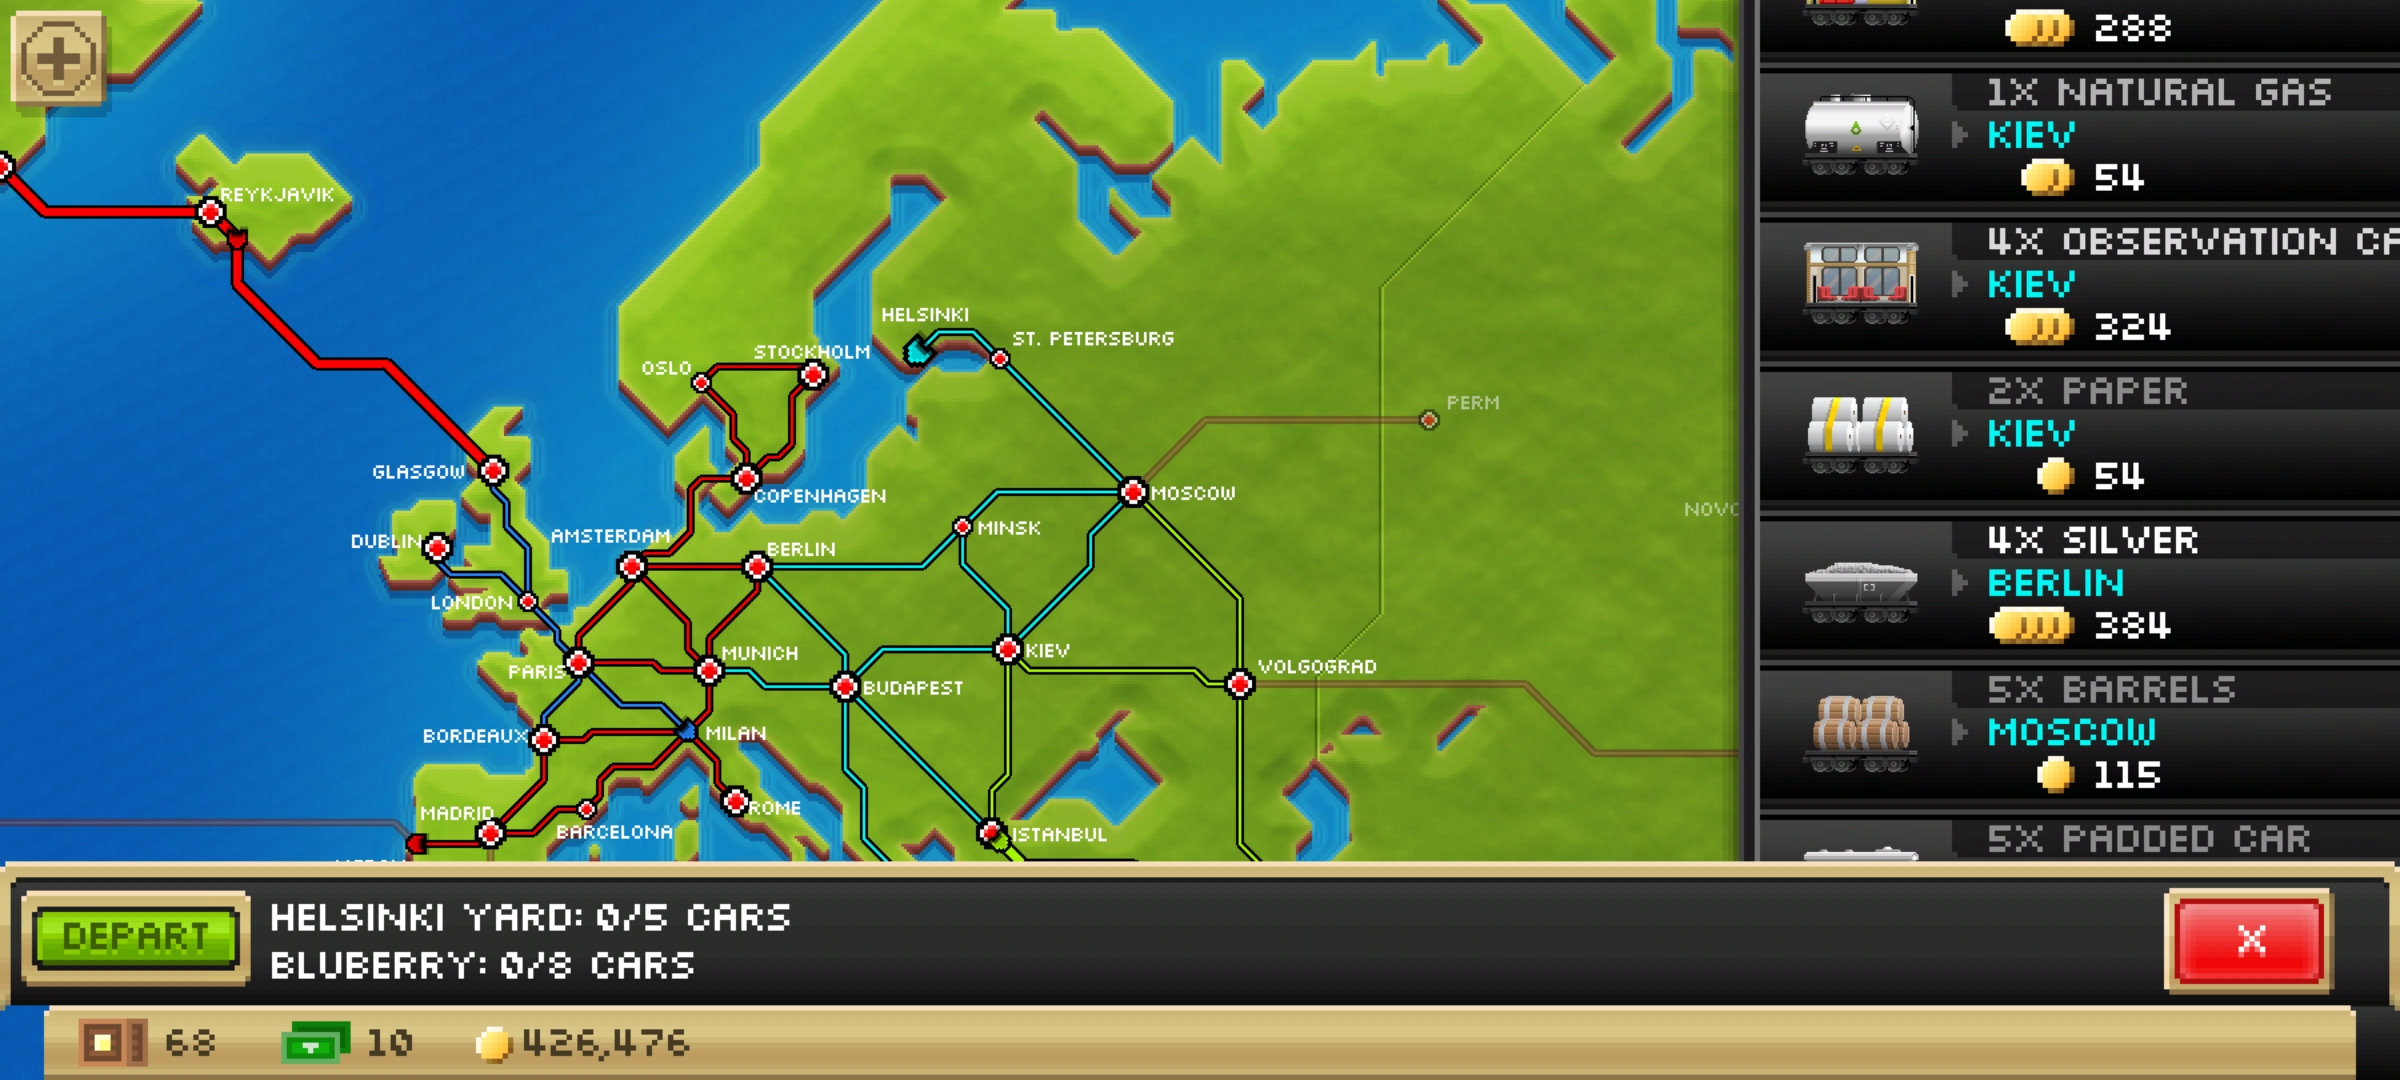 288
1X NATURAL GAS
KIEV
54
4X OBSERVATION CA
KIEV
324
2X PAPER
KIEV
54
4X SILVER
BERLIN
384
5X BARRELS
MOSCOW
115
5X PADDED CAR
REYKJAVIK
HELSINKI
ST. PETERSBURG
STOCKHOLM
OSLO
PERM
GLASGOW
COPENHAGEN
MOSCOW
NOVO
MINSK
DUBLIN
AMSTERDAM
BERLIN
LONDON
PARIS
MUNICH
KIEV
VOLGOGRAD
BUDAPEST
BORDEAUX
MILAN
MADRID
ROME
BARCELONA
ISTANBUL
DEPART
HELSINKI YARD: 0/5 CARS
BLUBERRY: 0/8 CARS
X
68
10
426,476